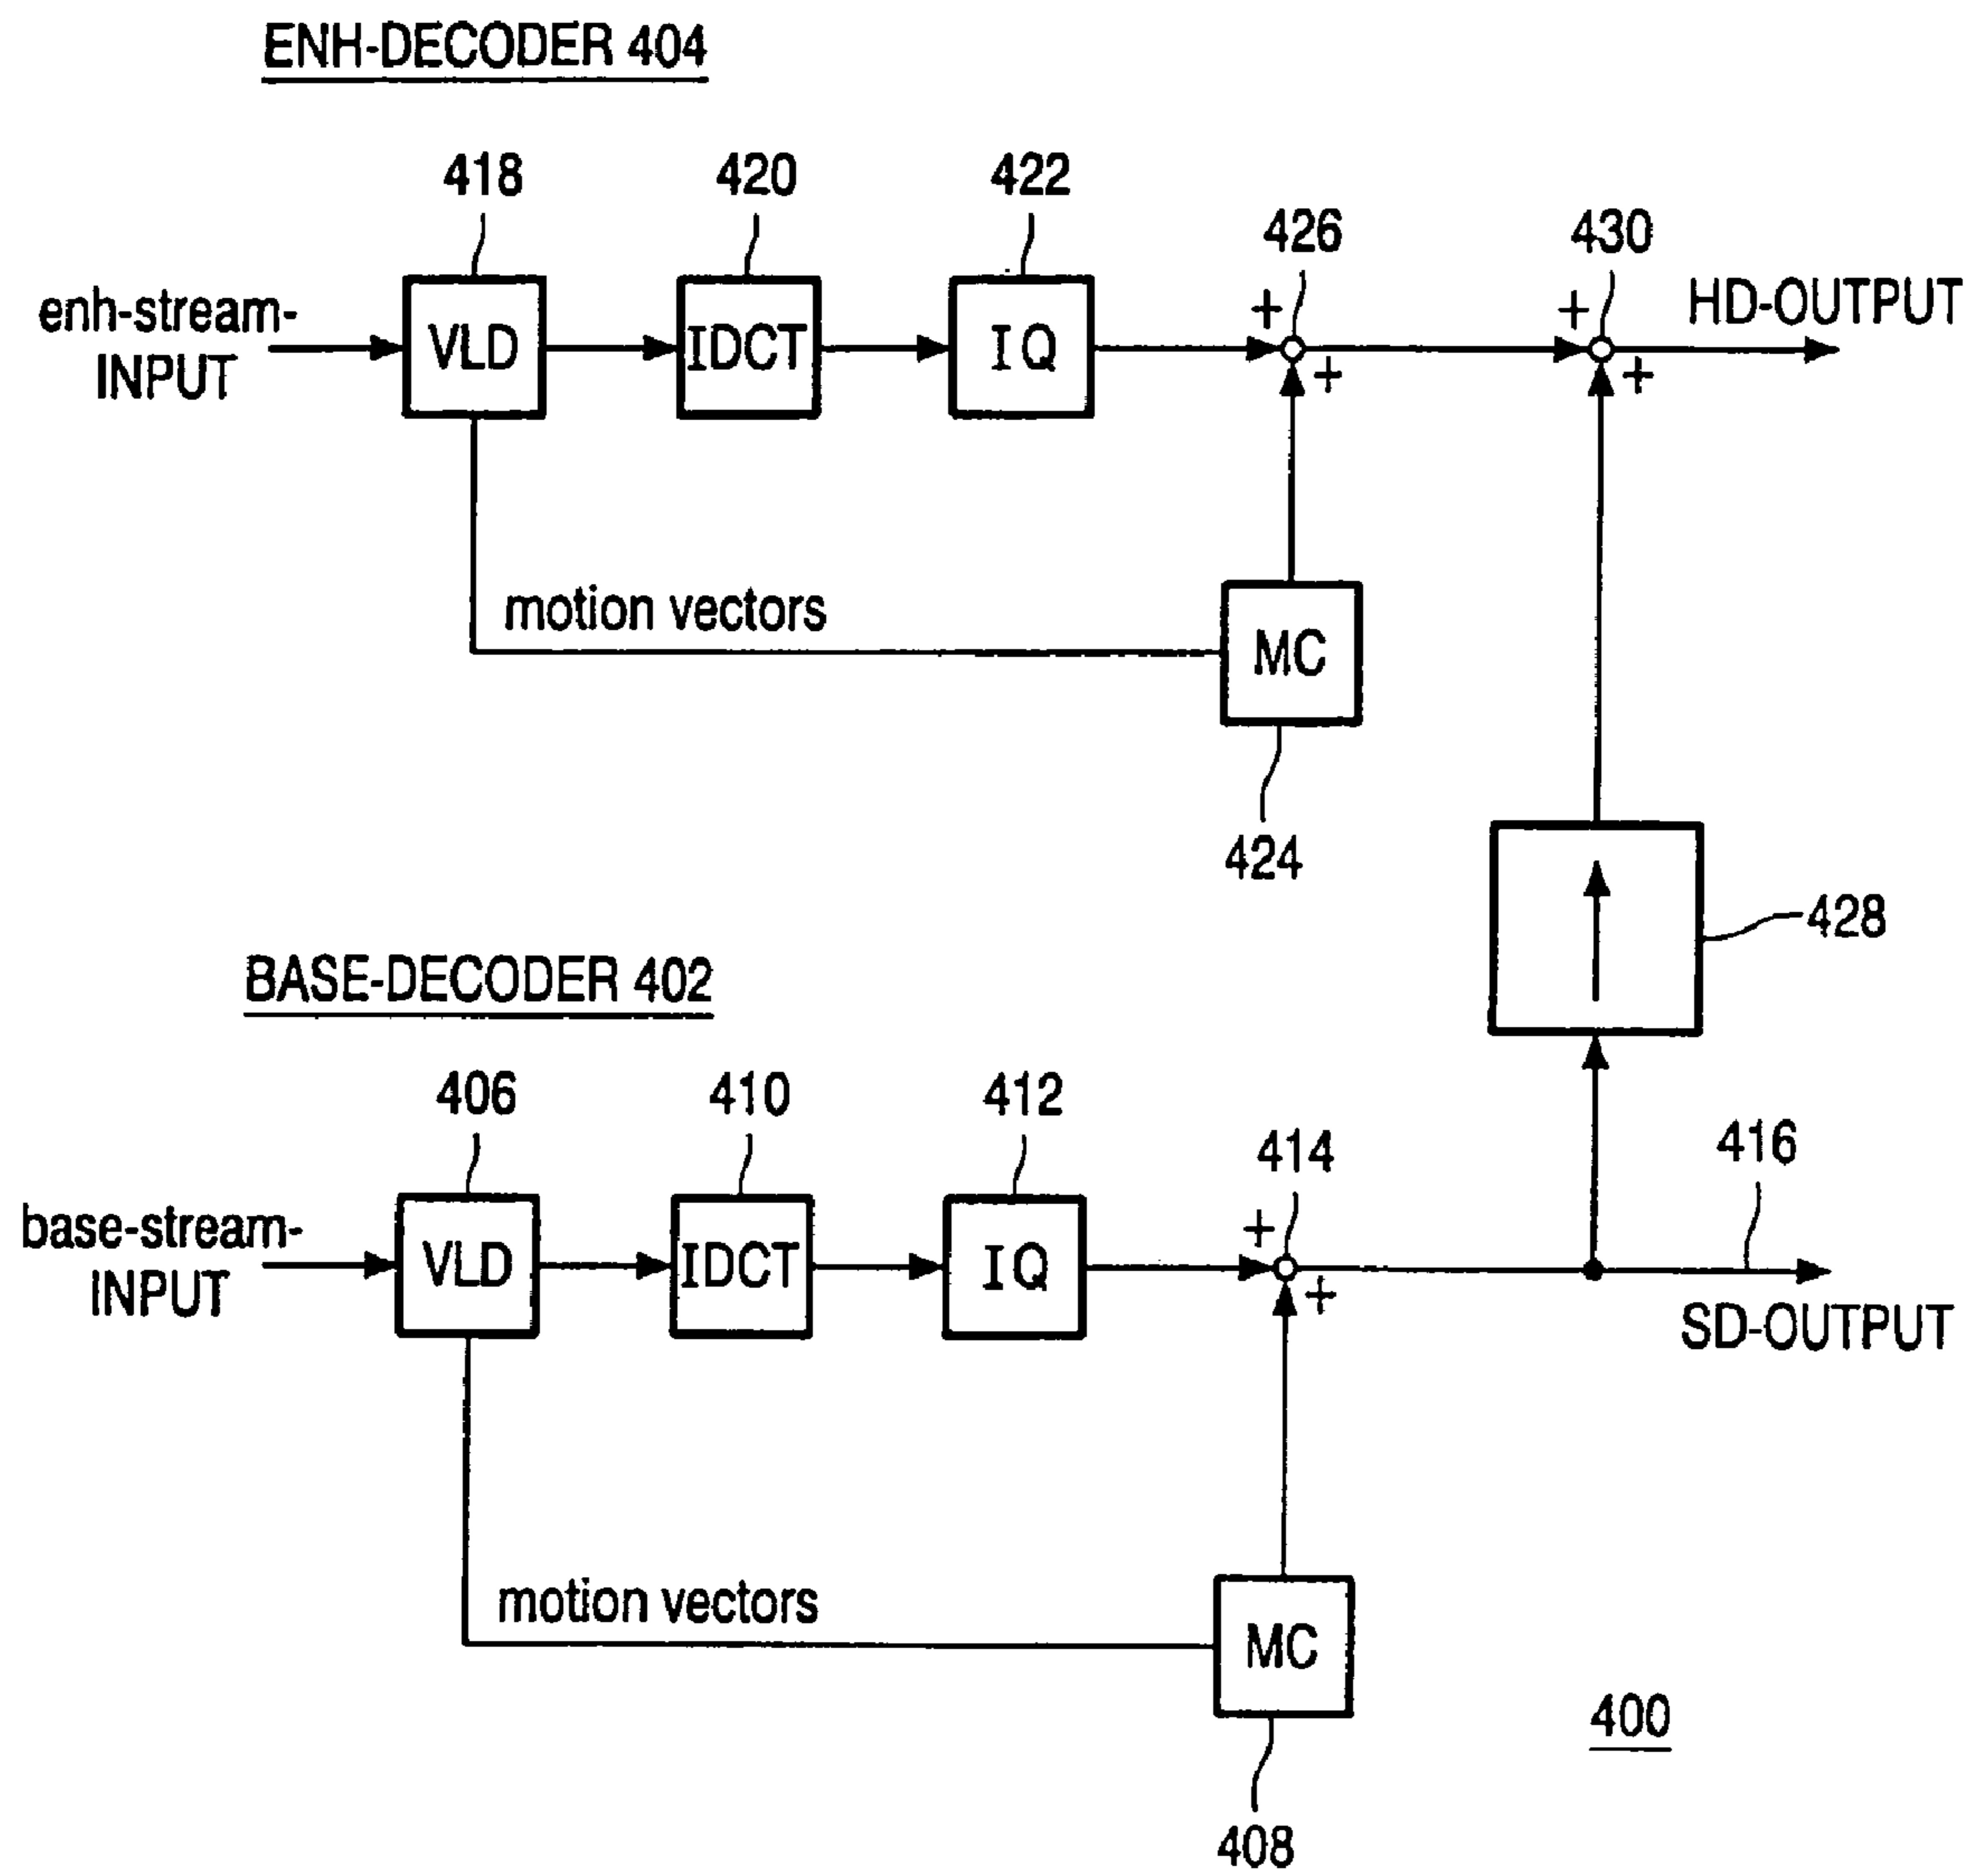 ENH-DECODER 404
418
420
422
426
430
enh-stream-
INPUT
VLD
IDCT
IQ
+
+
+
+
HD-OUTPUT
motion vectors
MC
424
428
BASE-DECODER 402
406
410
412
414
416
base-stream-
INPUT
VLD
IDCT
IQ
+
+
SD-OUTPUT
motion vectors
MC
408
400